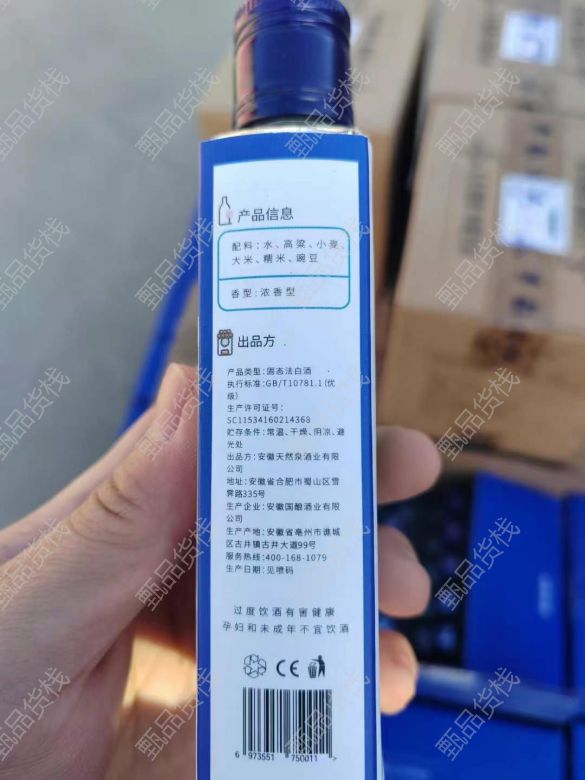 产品信息
配料:水、高粱、小麦、
大米、糯米、豌豆
香型:浓香型
出品方
产品类型:固态法白酒
执行标准:GB/T10781.1(优
级)
生产许可证号:
SC11534160214368
贮存条件:常温、干燥、阴凉、避
光处
出品方:安徽天然泉酒业有限
公司
地址:安徽省合肥市蜀山区雪
霁路335号
生产企业:安徽国酿酒业有限
公司
生产产地:安徽省亳州市谯城
区古井镇古井大道99号
服务热线:400-168-1079
生产日期:见喷码
过度饮酒有害健康
孕妇和未成年不宜饮酒
CE
6 973551 750011 >
甄品货栈